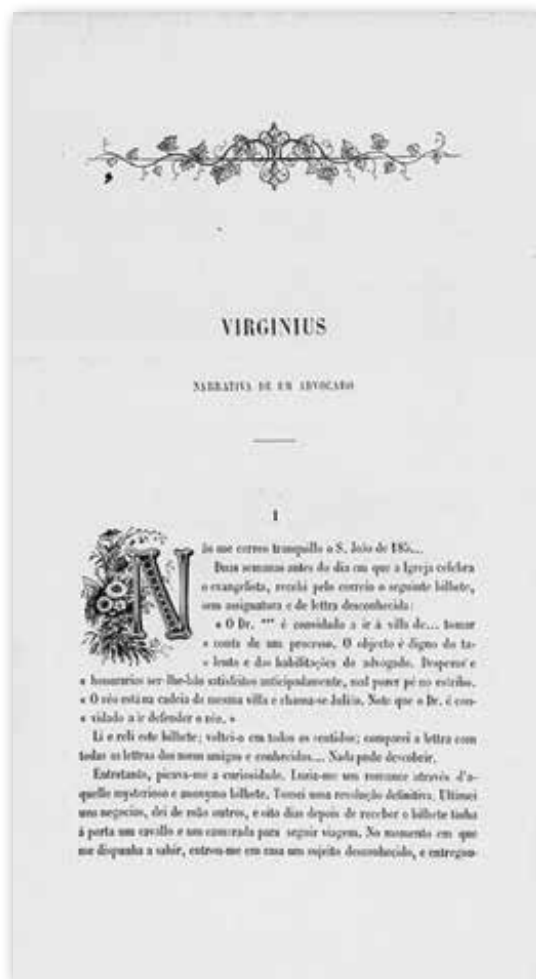 VIRGINIUS
NARRATIVA DE UM ADVOGADO
I
Não me correu tranquillo o S. João de 185...
Duas semanas antes do dia em que a Igreja celebra
o evangelista, recebi pelo correio o seguinte bilhete,
sem assignatura e de lettra desconhecida:
« O Dr. *** é convidado a ir á villa de... tomar
« conta de um processo. O objecto é digno do ta-
« lento e das habilitações do advogado. Despezas e
« honorarios ser-lhe-hão satisfeitos anticipadamente, mal puzer pé no estribo.
« O réo está na cadeia da mesma villa e chama-se Julião. Note que o Dr. é con-
« vidado a ir defender o réo. »
Li e reli este bilhete; voltei-o em todos os sentidos; comparei a lettra com
todas as lettras dos meus amigos e conhecidos... Nada pude descobrir.
Entretanto, picava-me a curiosidade. Luzia-me um romance atravéz d'a-
quelle mysterioso e anonymo bilhete. Tomei uma resolução definitiva. Ultimei
uns negocios, dei de mão outros, e oito dias depois de receber o bilhete tinha
á porta um cavallo e um camarada para seguir viagem. No momento em que
me dispunha a sahir, entrou-me em casa um sujeito desconhecido, e entregou-